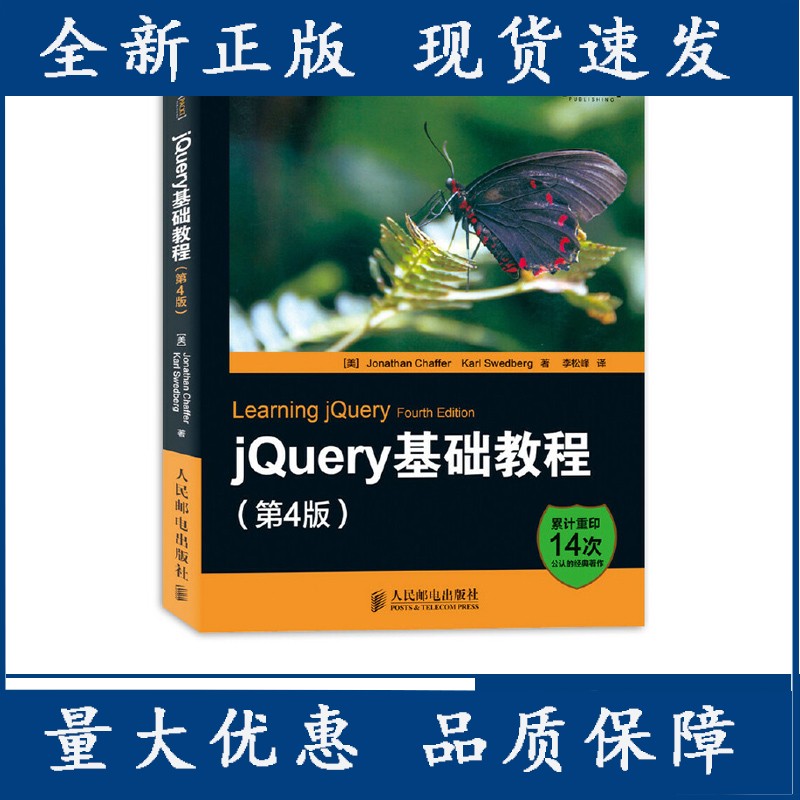 全新正版 现货速发
PUBLISHING
[美] Jonathan Chaffer Karl Swedberg 著 李松峰 译
Learning jQuery Fourth Edition
jQuery基础教程
（第4版）
累计重印
14次
公认的经典著作
人民邮电出版社
POSTS & TELECOM PRESS
jQuery基础教程（第4版）
[美] Jonathan Chaffer
Karl Swedberg 著
人民邮电出版社
量大优惠 品质保障